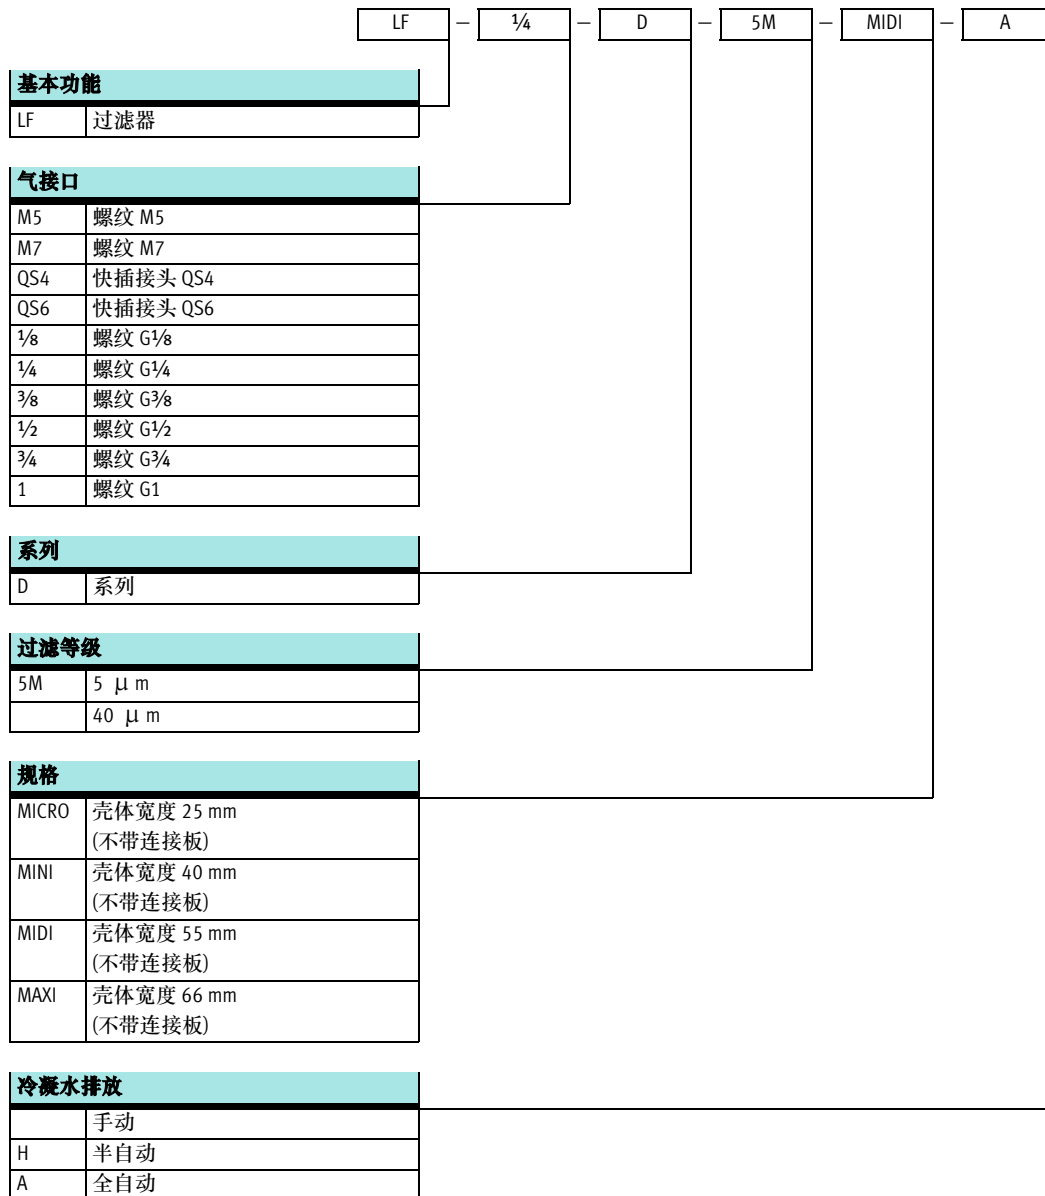 LF – ¼ – D – 5M – MIDI – A
基本功能
LF 过滤器
气接口
M5 螺纹 M5
M7 螺纹 M7
QS4 快插接头 QS4
QS6 快插接头 QS6
⅛ 螺纹 G⅛
¼ 螺纹 G¼
⅜ 螺纹 G⅜
½ 螺纹 G½
¾ 螺纹 G¾
1 螺纹 G1
系列
D 系列
过滤等级
5M 5 μm
40 μm
规格
MICRO 壳体宽度 25 mm
(不带连接板)
MINI 壳体宽度 40 mm
(不带连接板)
MIDI 壳体宽度 55 mm
(不带连接板)
MAXI 壳体宽度 66 mm
(不带连接板)
冷凝水排放
手动
H 半自动
A 全自动